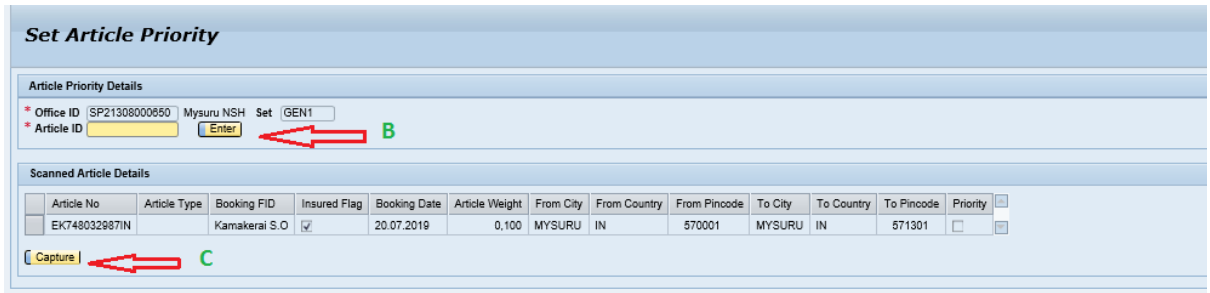 Set Article Priority
Article Priority Details
* Office ID SP21308000650 Mysuru NSH Set GEN1
* Article ID Enter B
Scanned Article Details
Article No Article Type Booking FID Insured Flag Booking Date Article Weight From City From Country From Pincode To City To Country To Pincode Priority
EK748032987IN Kamakerai S.O 20.07.2019 0,100 MYSURU IN 570001 MYSURU IN 571301
Capture C